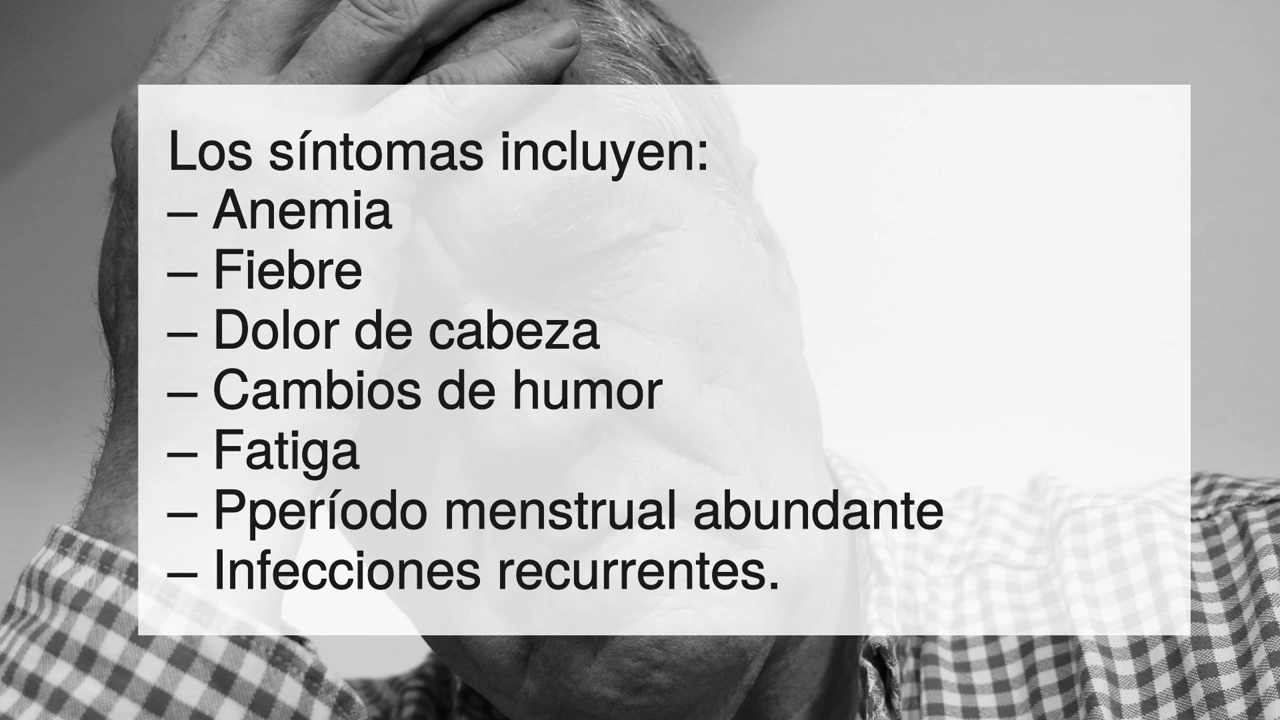 Los síntomas incluyen:
– Anemia
– Fiebre
– Dolor de cabeza
– Cambios de humor
– Fatiga
– Pperíodo menstrual abundante
– Infecciones recurrentes.